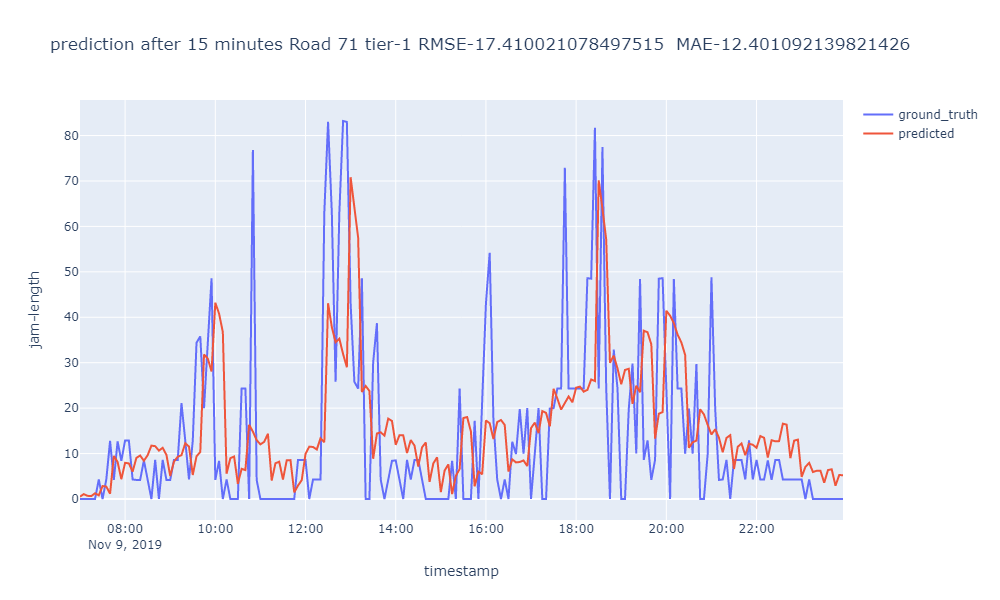 prediction after 15 minutes Road 71 tier-1 RMSE-17.410021078497515  MAE-12.401092139821426
ground_truth
predicted
80
70
60
50
40
30
20
10
0
jam-length
08:00 10:00 12:00 14:00 16:00 18:00 20:00 22:00
Nov 9, 2019
timestamp